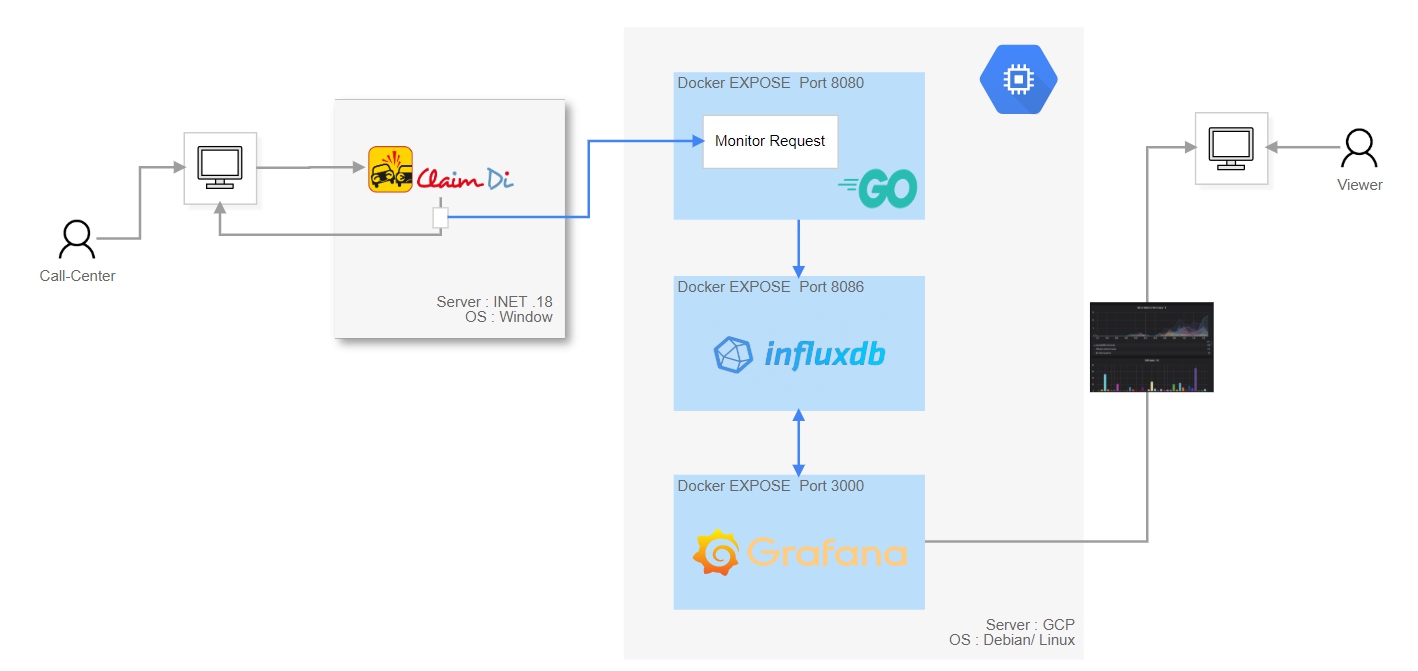 Call-Center
Claim Di
Server : INET .18
OS : Window
Docker EXPOSE  Port 8080
Monitor Request
GO
Docker EXPOSE  Port 8086
influxdb
Docker EXPOSE  Port 3000
Grafana
Server : GCP
OS : Debian/ Linux
Viewer